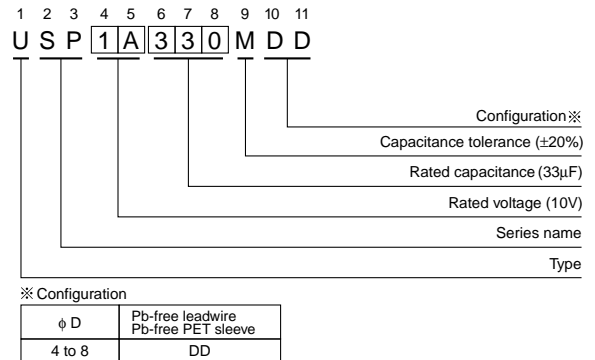 1 2 3 4 5 6 7 8 9 10 11
U S P 1 A 3 3 0 M D D
Configuration※
Capacitance tolerance (±20%)
Rated capacitance (33μF)
Rated voltage (10V)
Series name
Type
※ Configuration
ϕ D
Pb-free leadwire
Pb-free PET sleeve
4 to 8
DD